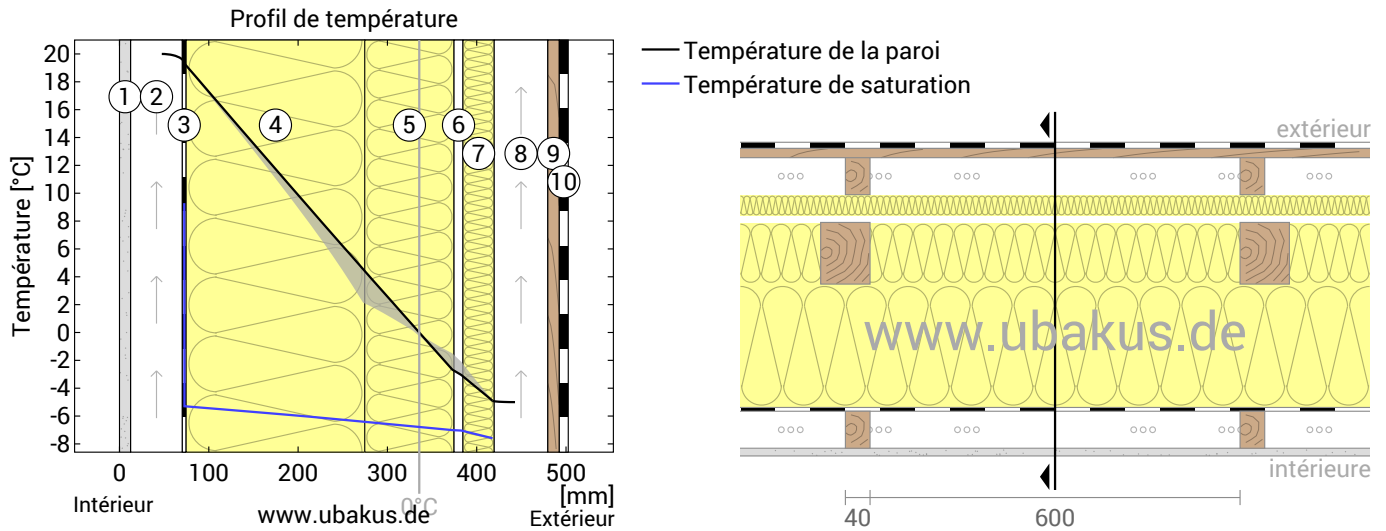 Profil de température
Température de la paroi
Température de saturation
Température [°C]
20
18
16
14
12
10
8
6
4
2
0
-2
-4
-6
-8
1
2
3
4
5
6
7
8
9
10
0
100
200
300
400
500
[mm]
0°C
Intérieur
www.ubakus.de
Extérieur
extérieur
www.ubakus.de
intérieure
40
600